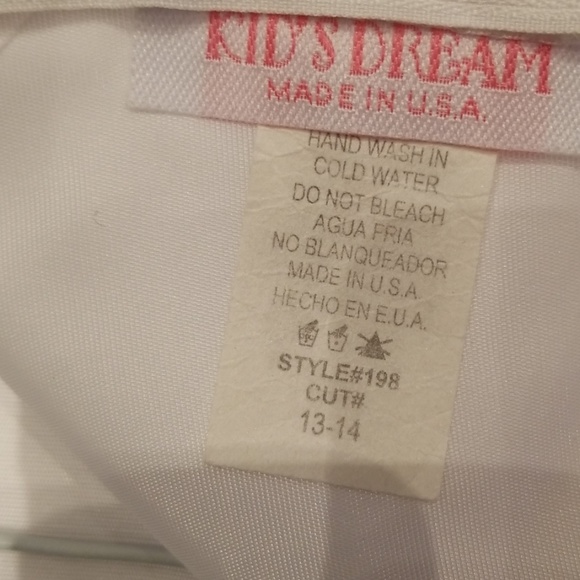 KID'S DREAM
MADE IN U.S.A.
HAND WASH IN
COLD WATER
DO NOT BLEACH
AGUA FRIA
NO BLANQUEADOR
MADE IN U.S.A.
HECHO EN E.U.A.
STYLE#198
CUT#
13-14